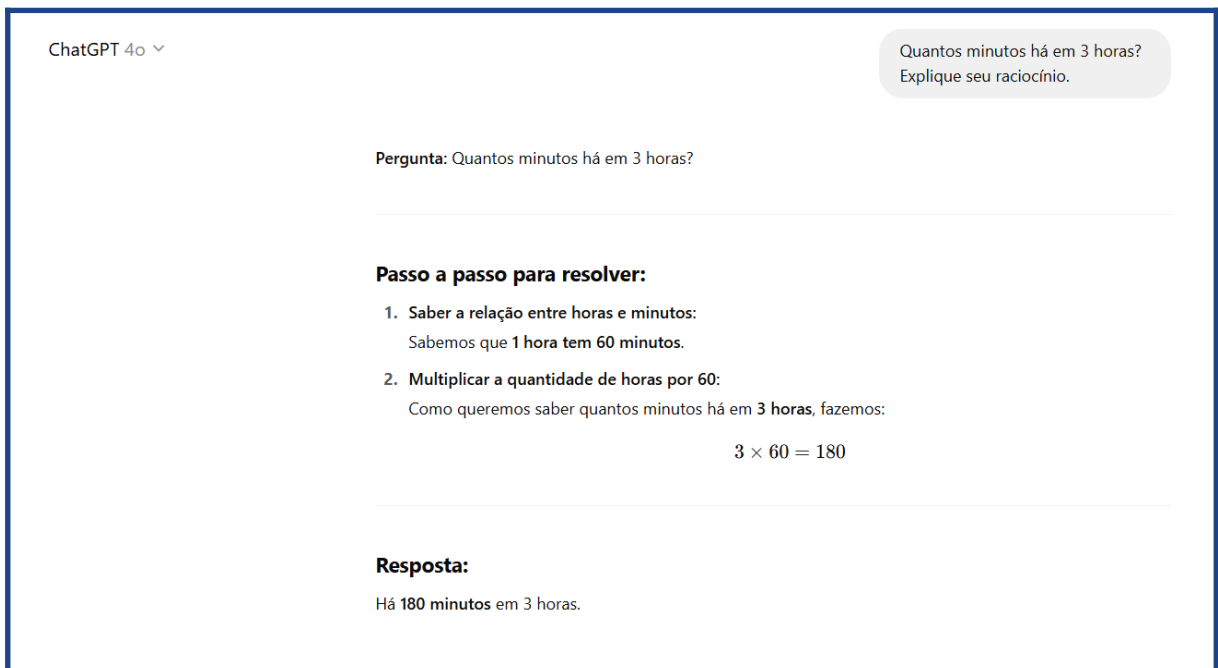 ChatGPT 4o
Quantos minutos há em 3 horas?
Explique seu raciocínio.
Pergunta: Quantos minutos há em 3 horas?
Passo a passo para resolver:
1. Saber a relação entre horas e minutos:
Sabemos que 1 hora tem 60 minutos.
2. Multiplicar a quantidade de horas por 60:
Como queremos saber quantos minutos há em 3 horas, fazemos:
3 × 60 = 180
Resposta:
Há 180 minutos em 3 horas.